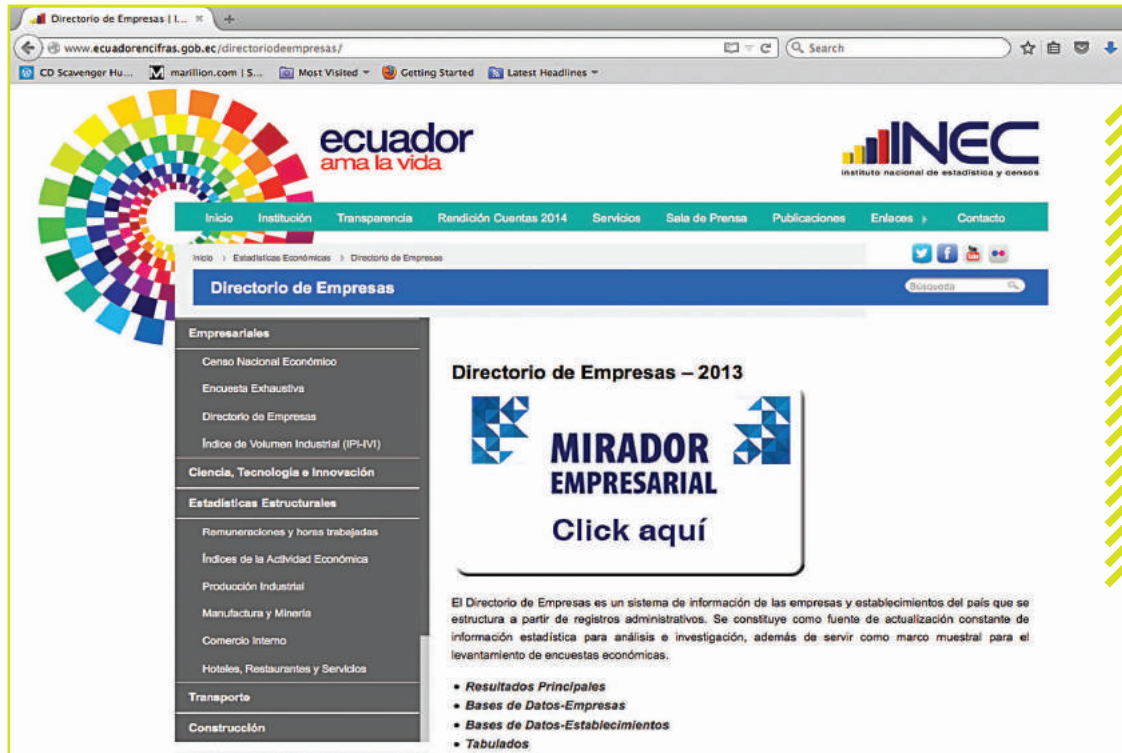 Directorio de Empresas | I...
www.ecuadorencifras.gob.ec/directoriodeempresas/
Search
CD Scavenger Hu...
marillion.com | S...
Most Visited
Getting Started
Latest Headlines
ecuador
ama la vida
INEC
instituto nacional de estadística y censos
Inicio Institución Transparencia Rendición Cuentas 2014 Servicios Sala de Prensa Publicaciones Enlaces Contacto
Inicio > Estadísticas Económicas > Directorio de Empresas
Directorio de Empresas
Búsqueda
Empresariales
Censo Nacional Económico
Encuesta Exhaustiva
Directorio de Empresas
Índice de Volumen Industrial (IPI-IVI)
Ciencia, Tecnología e Innovación
Estadísticas Estructurales
Remuneraciones y horas trabajadas
Índices de la Actividad Económica
Producción Industrial
Manufactura y Minería
Comercio Interno
Hoteles, Restaurantes y Servicios
Transporte
Construcción
Directorio de Empresas – 2013
MIRADOR
EMPRESARIAL
Click aquí
El Directorio de Empresas es un sistema de información de las empresas y establecimientos del país que se
estructura a partir de registros administrativos. Se constituye como fuente de actualización constante de
información estadística para análisis e investigación, además de servir como marco muestral para el
levantamiento de encuestas económicas.
• Resultados Principales
• Bases de Datos-Empresas
• Bases de Datos-Establecimientos
• Tabulados